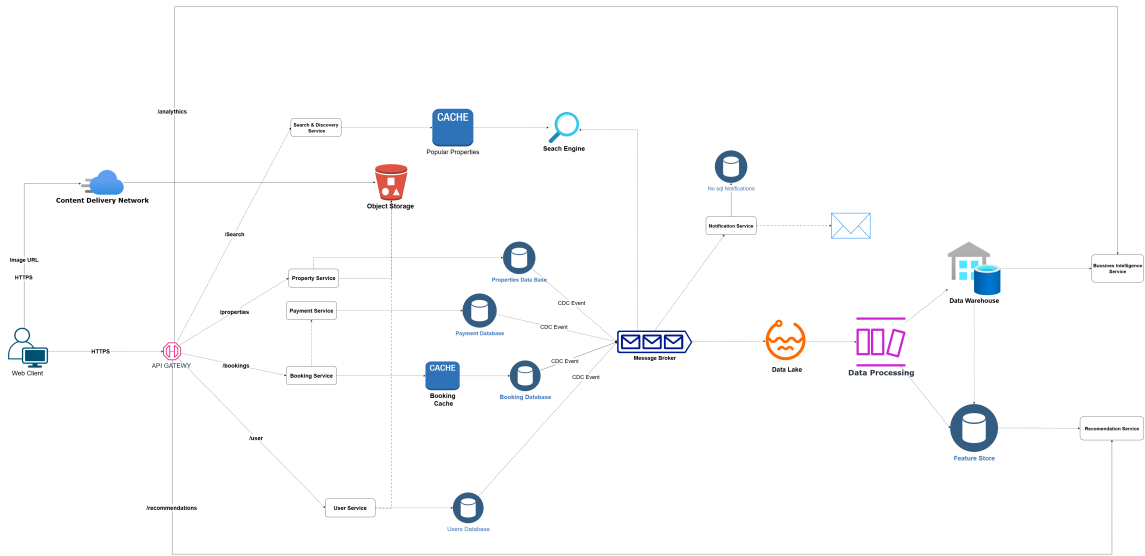 /analythics
Search & Discovery
Service
CACHE
Popular Properties
Seach Engine
Content Delivery Network
Object Storage
No sql Notifications
Notification Service
/Search
Image URL
HTTPS
Property Service
Properties Data Base
Bussines Intelligence
Service
Data Warehouse
CDC Event
/properties
Payment Service
Payment Database
CDC Event
HTTPS
API GATEWY
Web Client
Message Broker
CDC Event
/bookings
Booking Service
CACHE
Booking
Cache
Booking Database
CDC Event
Data Lake
Data Processing
/user
Recomendation Service
Feature Store
/recommendations
User Service
Users Database